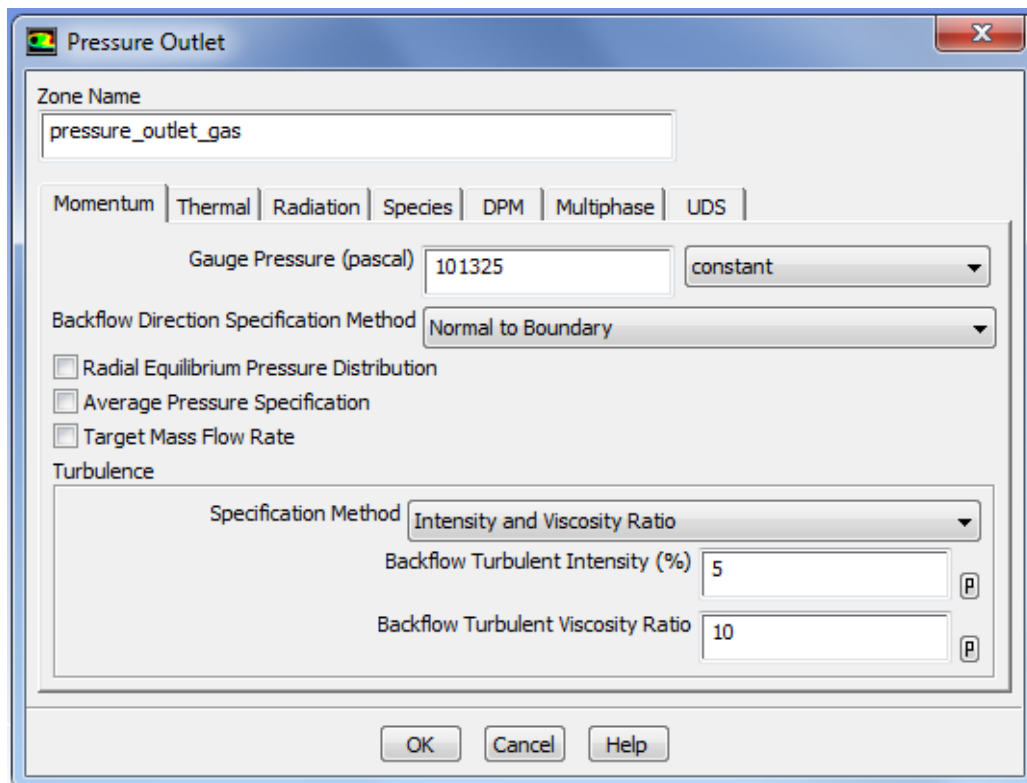 Pressure Outlet
X
Zone Name
pressure_outlet_gas
Momentum Thermal Radiation Species DPM Multiphase UDS
Gauge Pressure (pascal) 101325 constant
Backflow Direction Specification Method Normal to Boundary
Radial Equilibrium Pressure Distribution
Average Pressure Specification
Target Mass Flow Rate
Turbulence
Specification Method Intensity and Viscosity Ratio
Backflow Turbulent Intensity (%) 5 P
Backflow Turbulent Viscosity Ratio 10 P
OK Cancel Help